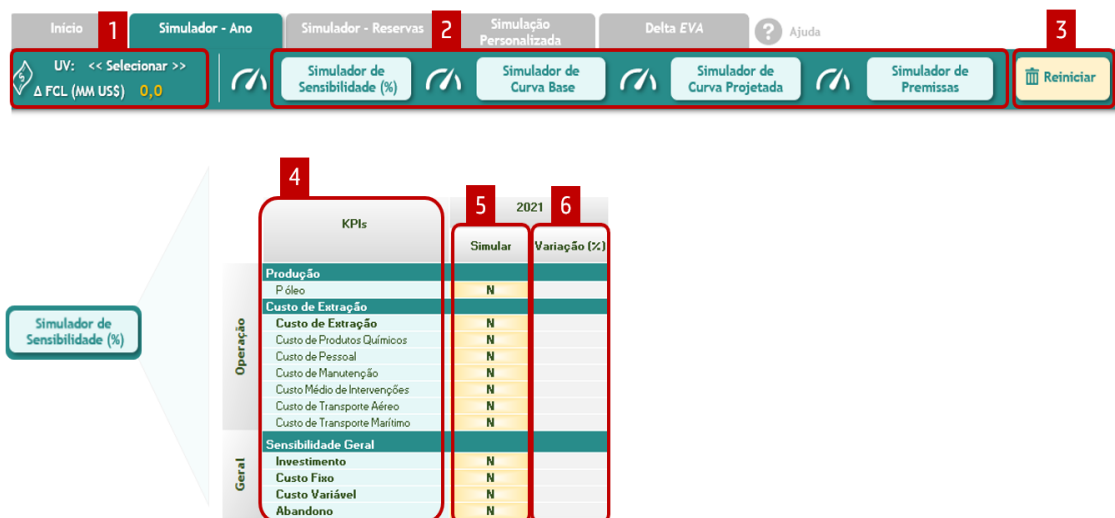 Início
1
Simulador - Ano
Simulador - Reservas
2
Simulação
Personalizada
Delta EVA
?
Ajuda
3
UV: << Selecionar >>
$
Δ FCL (MM US$) 0,0
Simulador de
Sensibilidade (%)
Simulador de
Curva Base
Simulador de
Curva Projetada
Simulador de
Premissas
Reiniciar
4
KPIs
5
2021
6
Simular
Variação (%)
Simulador de
Sensibilidade (%)
Operação
Produção
P óleo N
Custo de Extração
Custo de Extração N
Custo de Produtos Químicos N
Custo de Pessoal N
Custo de Manutenção N
Custo Médio de Intervenções N
Custo de Transporte Aéreo N
Custo de Transporte Marítimo N
Geral
Sensibilidade Geral
Investimento N
Custo Fixo N
Custo Variável N
Abandono N